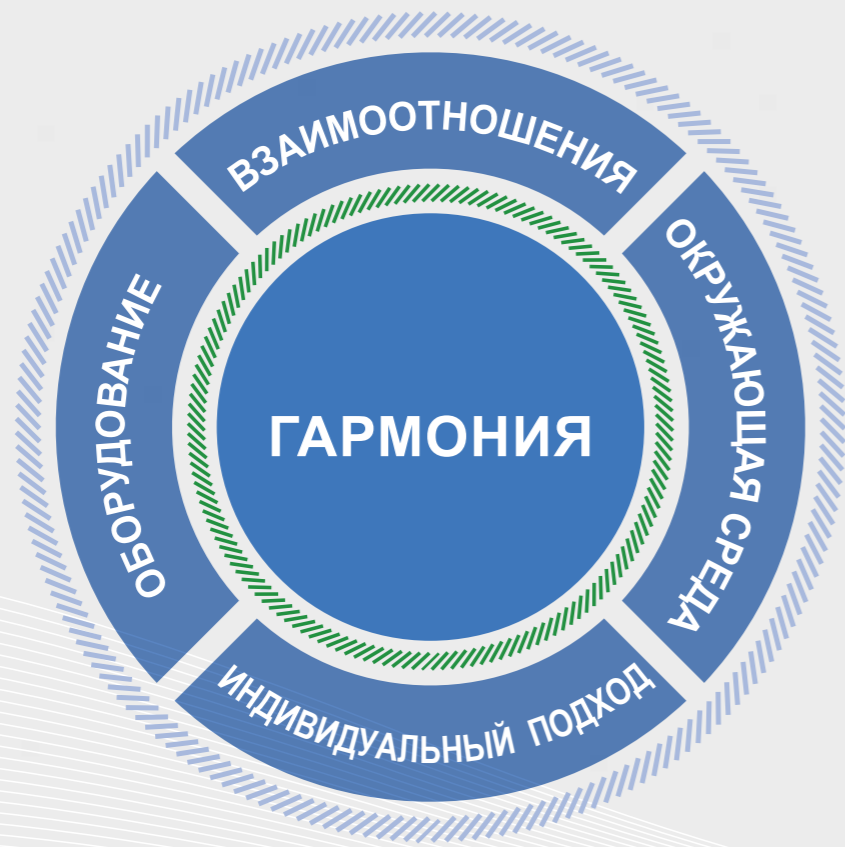 ВЗАИМООТНОШЕНИЯ
ОКРУЖАЮЩАЯ СРЕДА
ИНДИВИДУАЛЬНЫЙ ПОДХОД
ОБОРУДОВАНИЕ
ГАРМОНИЯ